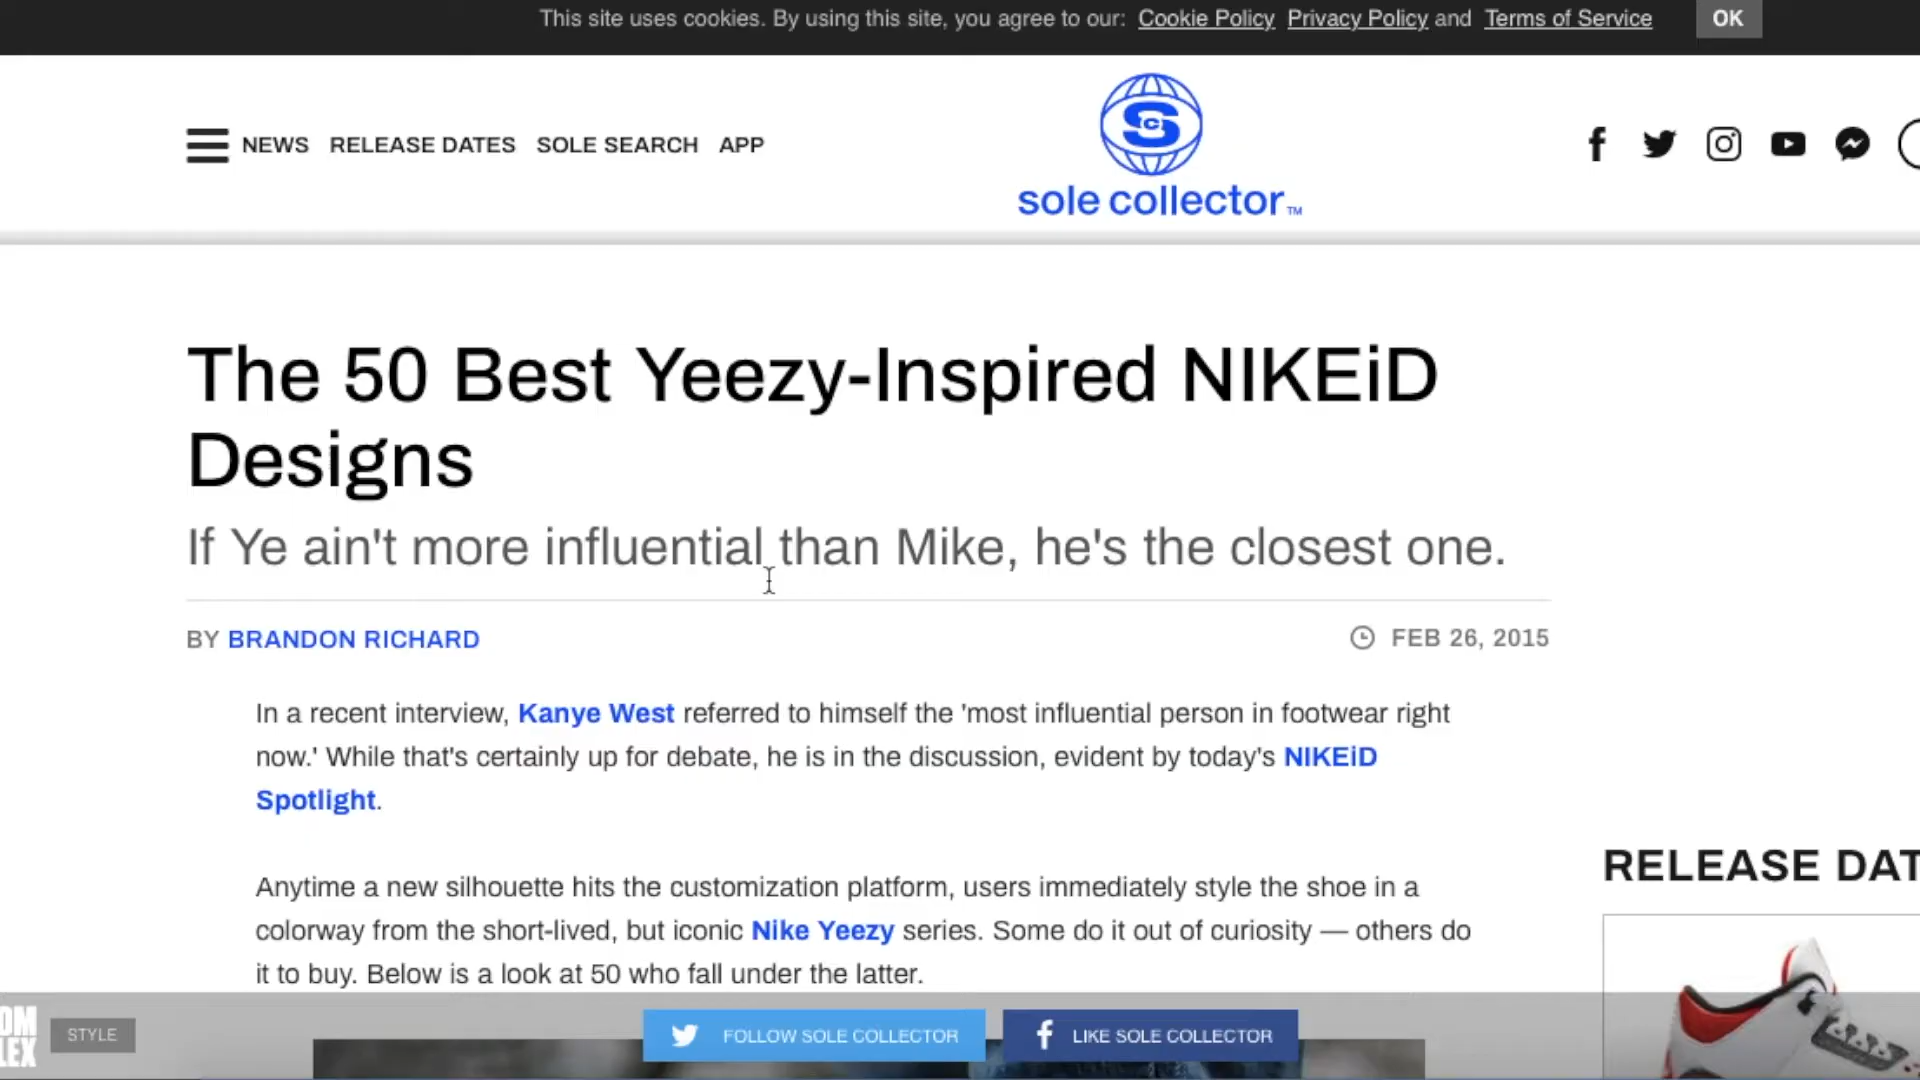 This site uses cookies. By using this site, you agree to our: Cookie Policy Privacy Policy and Terms of Service OK
NEWS RELEASE DATES SOLE SEARCH APP
S
C
sole collector™
The 50 Best Yeezy-Inspired NIKEiD
Designs
If Ye ain't more influential than Mike, he's the closest one.
BY BRANDON RICHARD
FEB 26, 2015
In a recent interview, Kanye West referred to himself the 'most influential person in footwear right
now.' While that's certainly up for debate, he is in the discussion, evident by today's NIKEiD
Spotlight.
Anytime a new silhouette hits the customization platform, users immediately style the shoe in a
colorway from the short-lived, but iconic Nike Yeezy series. Some do it out of curiosity — others do
it to buy. Below is a look at 50 who fall under the latter.
RELEASE DAT
OM
LEX
STYLE
FOLLOW SOLE COLLECTOR
LIKE SOLE COLLECTOR